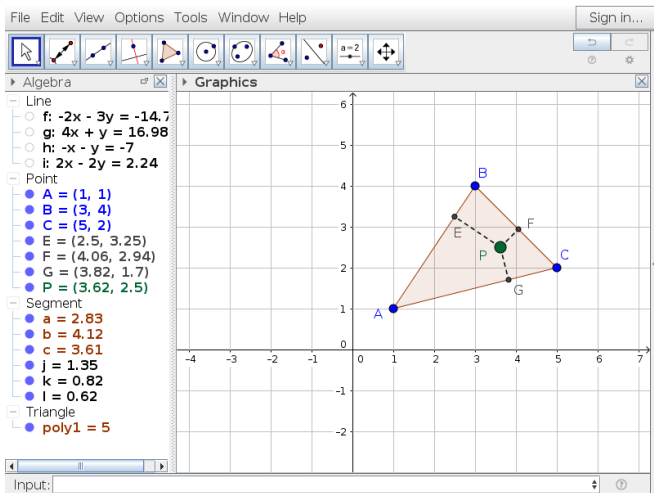 File Edit View Options Tools Window Help Sign in...
a=2
Algebra
Graphics
Line
f: -2x - 3y = -14.7
g: 4x + y = 16.98
h: -x - y = -7
i: 2x - 2y = 2.24
Point
A = (1, 1)
B = (3, 4)
C = (5, 2)
E = (2.5, 3.25)
F = (4.06, 2.94)
G = (3.82, 1.7)
P = (3.62, 2.5)
Segment
a = 2.83
b = 4.12
c = 3.61
j = 1.35
k = 0.82
l = 0.62
Triangle
poly1 = 5
6
5
4
B
3
E
F
P
2
C
G
1
A
0
-4 -3 -2 -1 0 1 2 3 4 5 6 7
-1
-2
Input: